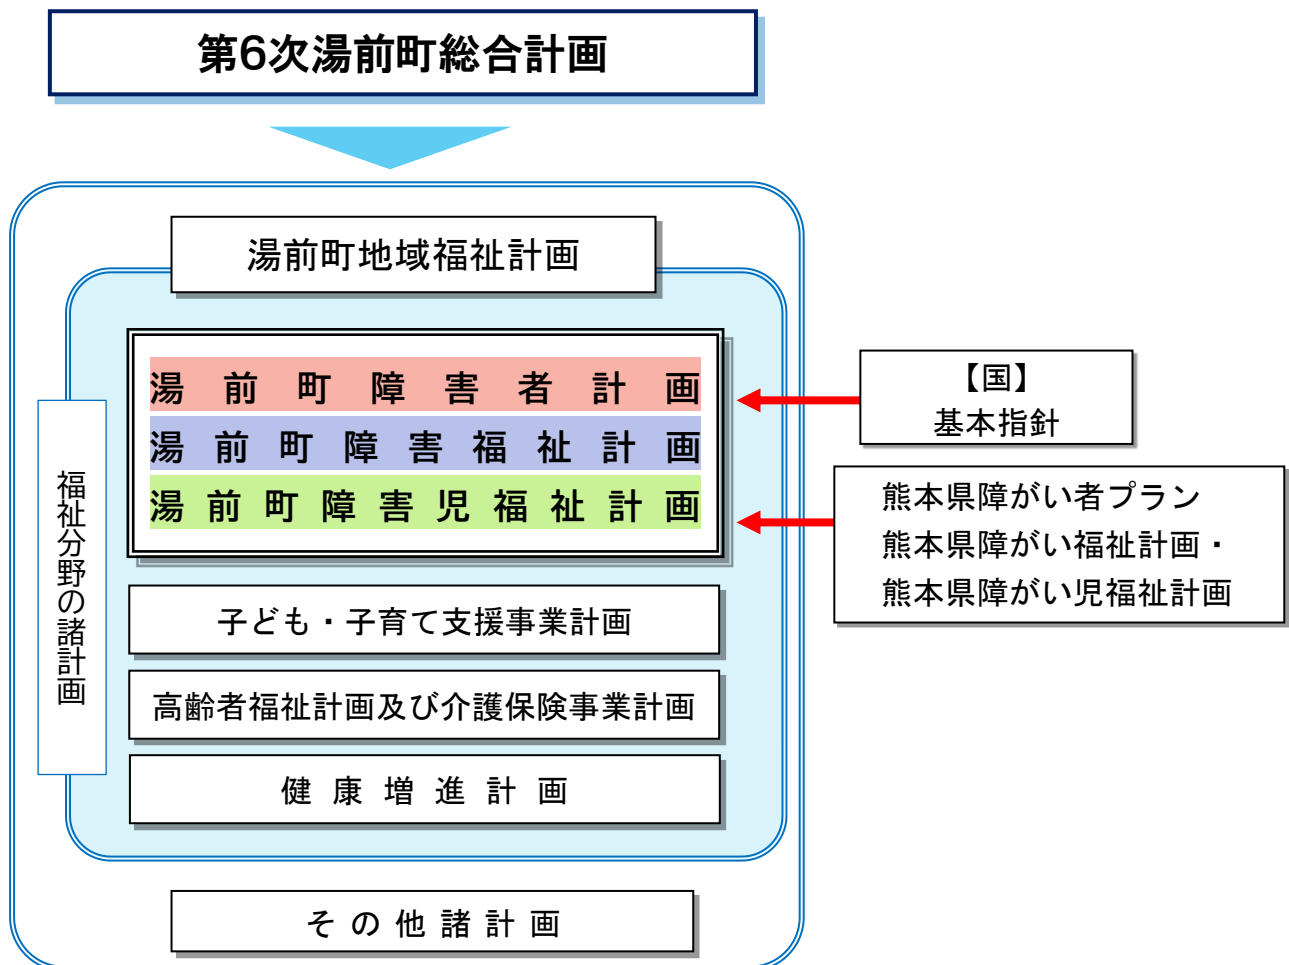 第6次湯前町総合計画
湯前町地域福祉計画
湯前町障害者計画
湯前町障害福祉計画
湯前町障害児福祉計画
【国】
基本指針
熊本県障がい者プラン
熊本県障がい福祉計画・
熊本県障がい児福祉計画
福祉分野の諸計画
子ども・子育て支援事業計画
高齢者福祉計画及び介護保険事業計画
健康増進計画
その他諸計画